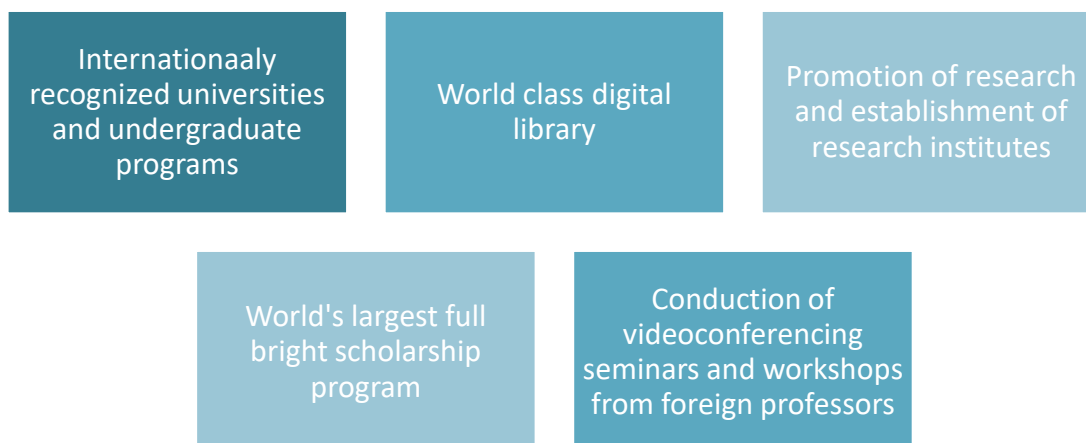 Internationaaly
recognized universities
and undergraduate
programs
World class digital
library
Promotion of research
and establishment of
research institutes
World's largest full
bright scholarship
program
Conduction of
videoconferencing
seminars and workshops
from foreign professors